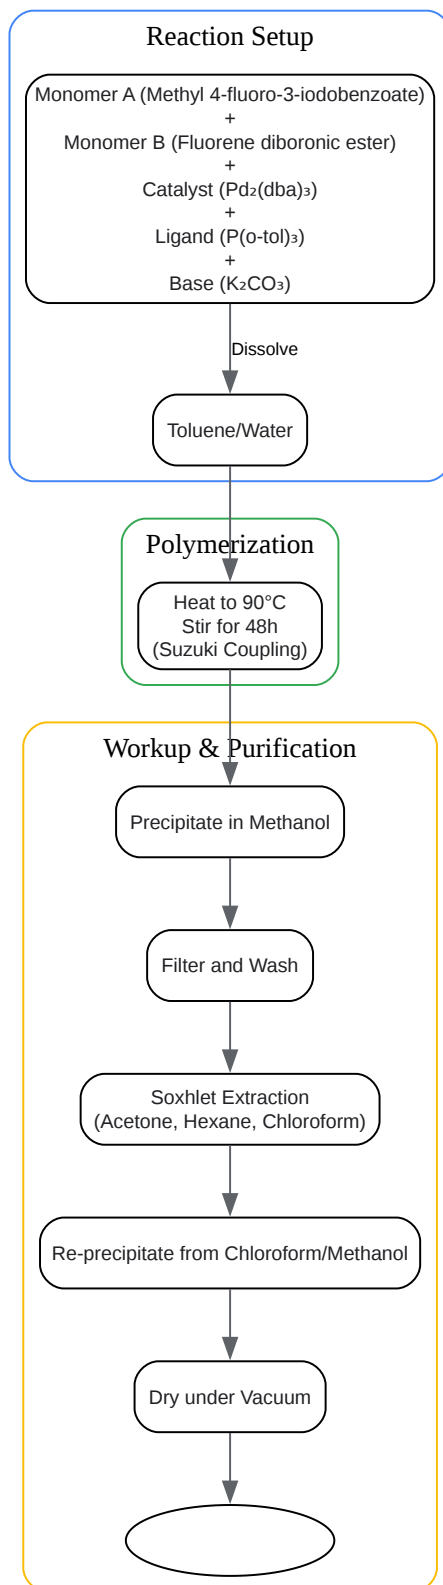 Reaction Setup
Monomer A (Methyl 4-fluoro-3-iodobenzoate)
+
Monomer B (Fluorene diboronic ester)
+
Catalyst (Pd₂(dba)₃)
+
Ligand (P(o-tol)₃)
+
Base (K₂CO₃)
Dissolve
Toluene/Water
Polymerization
Heat to 90°C
Stir for 48h
(Suzuki Coupling)
Workup & Purification
Precipitate in Methanol
Filter and Wash
Soxhlet Extraction
(Acetone, Hexane, Chloroform)
Re-precipitate from Chloroform/Methanol
Dry under Vacuum